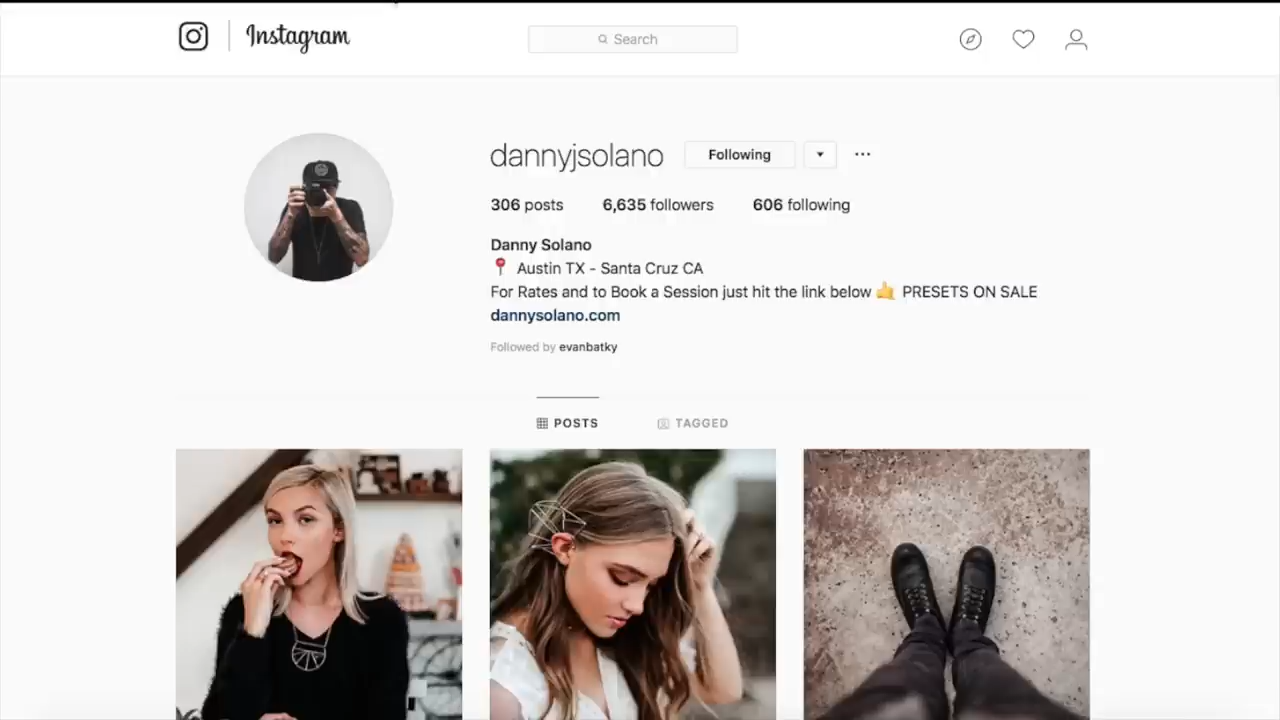 Instagram
Search
dannyjsolano Following
306 posts 6,635 followers 606 following
Danny Solano
📍 Austin TX - Santa Cruz CA
For Rates and to Book a Session just hit the link below 🤙 PRESETS ON SALE
dannysolano.com
Followed by evanbatky
POSTS TAGGED